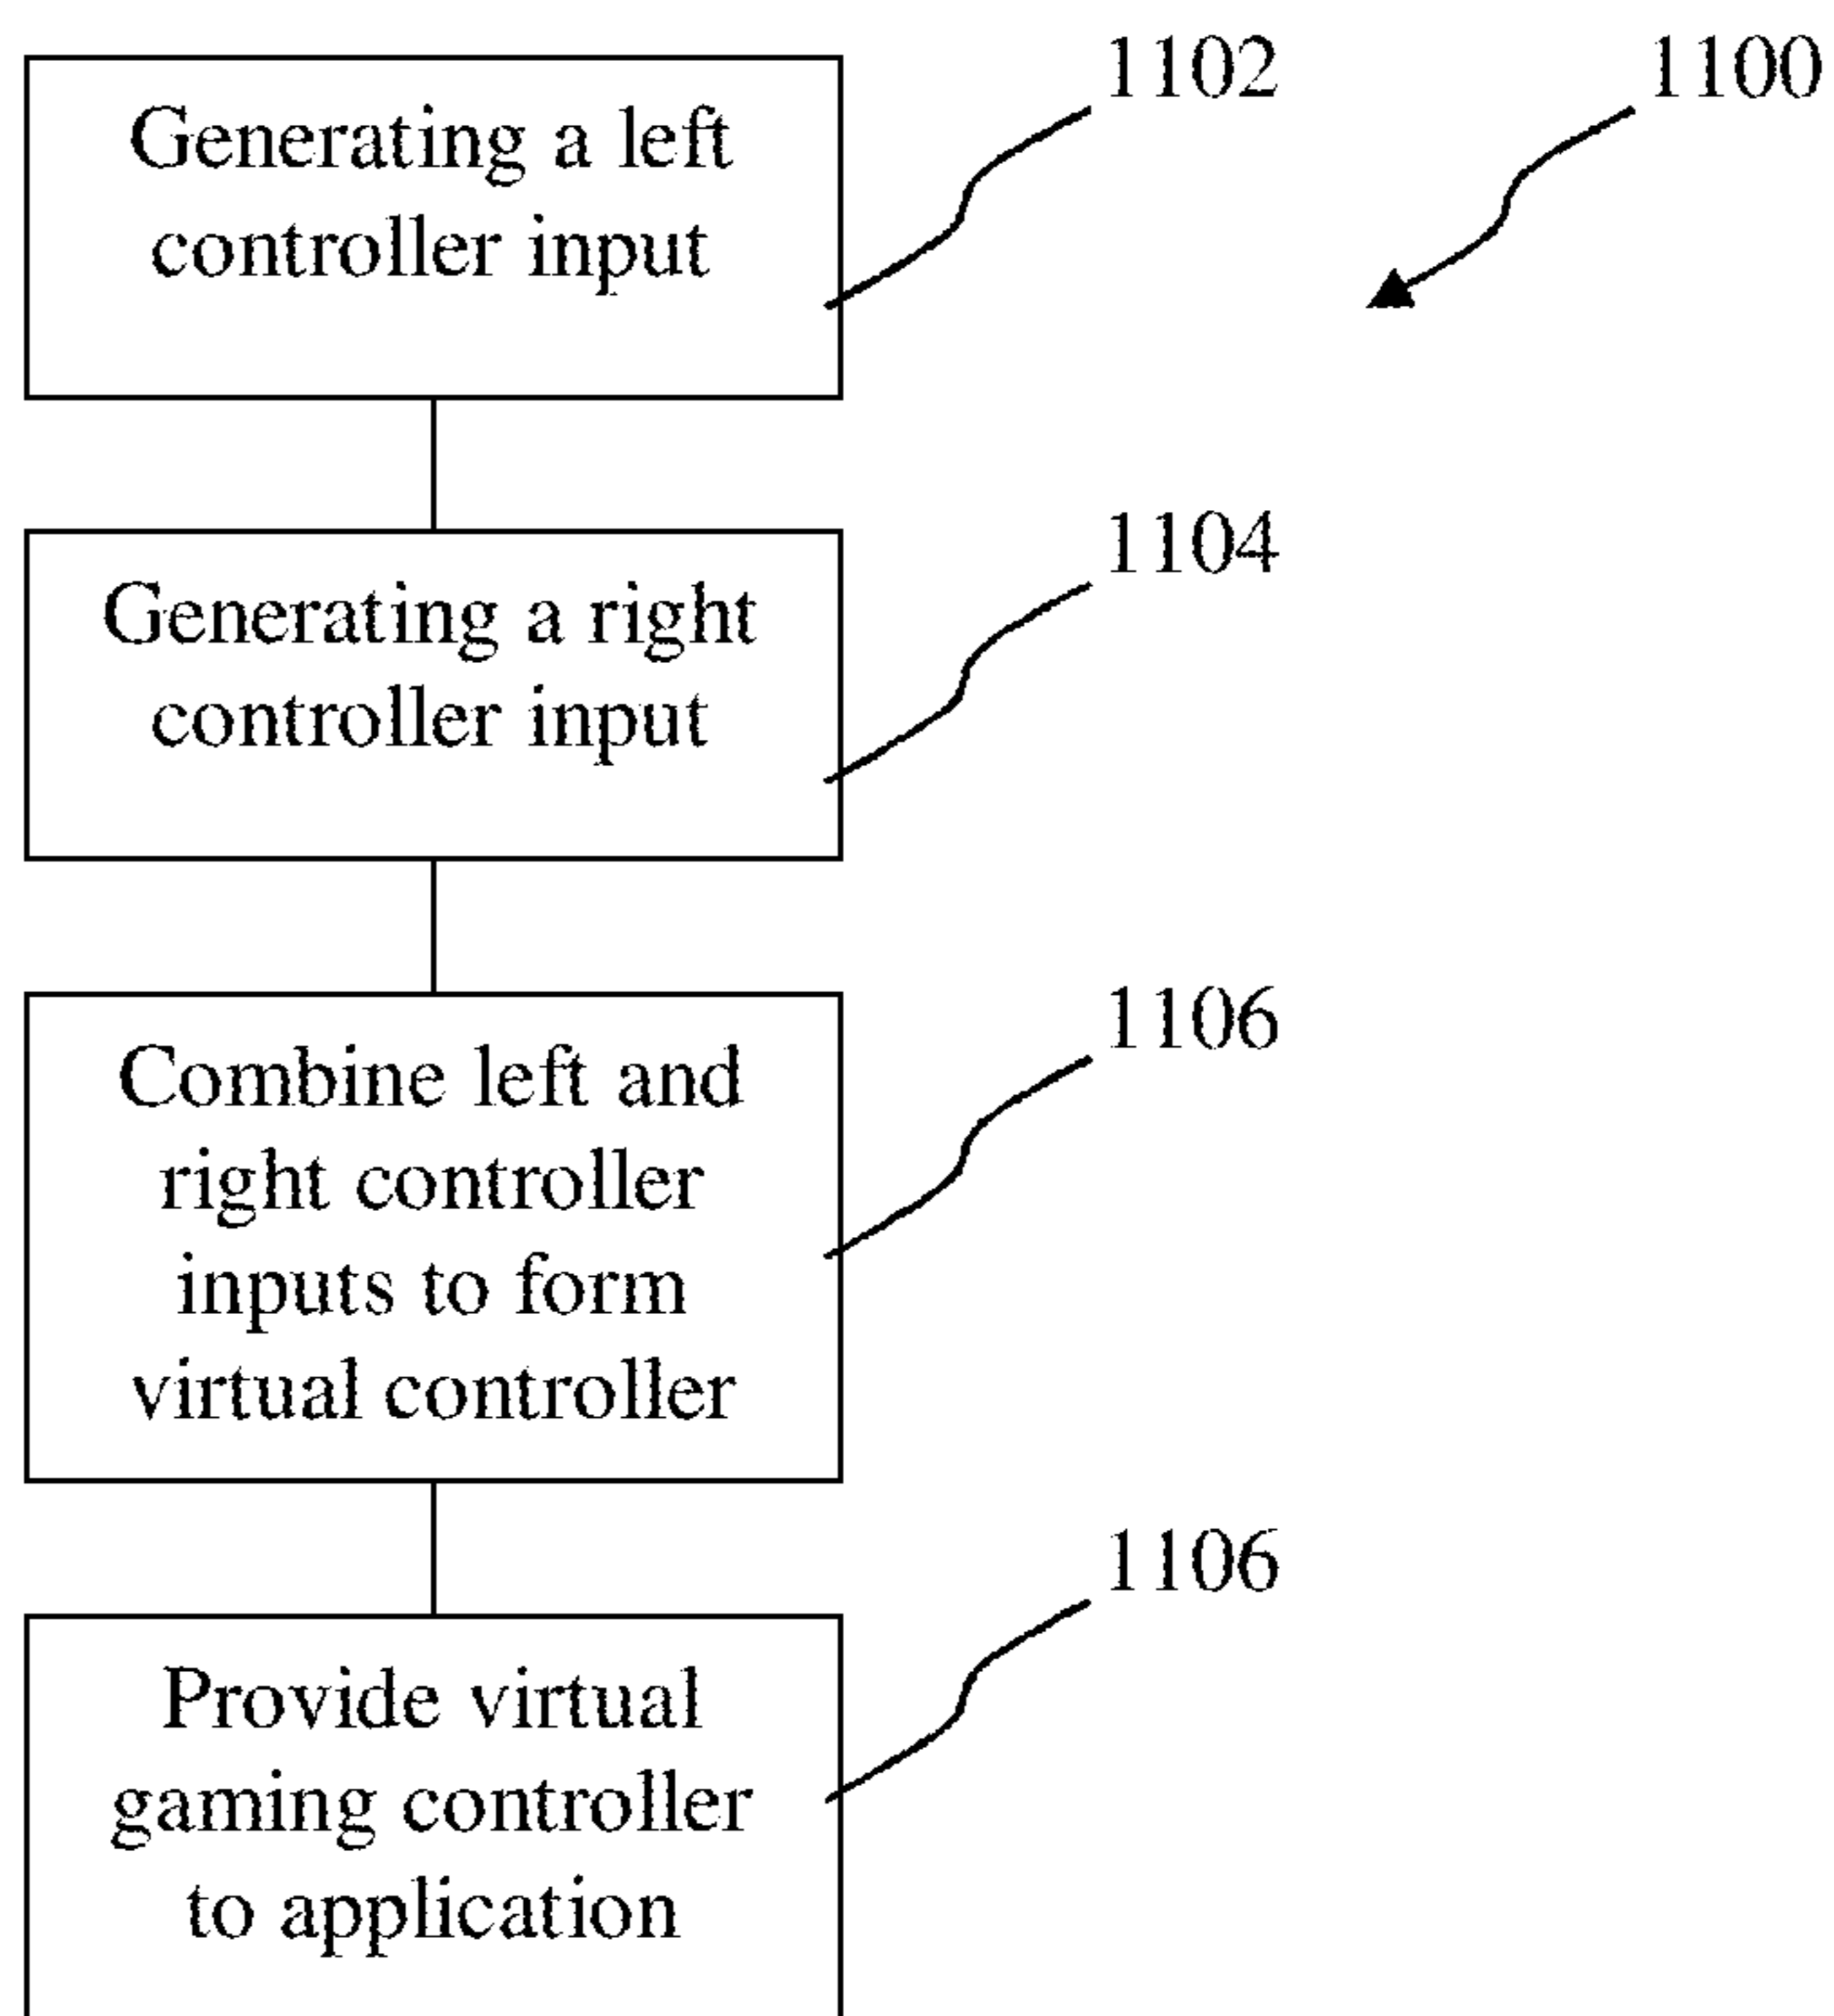 1102
1100
Generating a left
controller input
1104
Generating a right
controller input
1106
Combine left and
right controller
inputs to form
virtual controller
1106
Provide virtual
gaming controller
to application